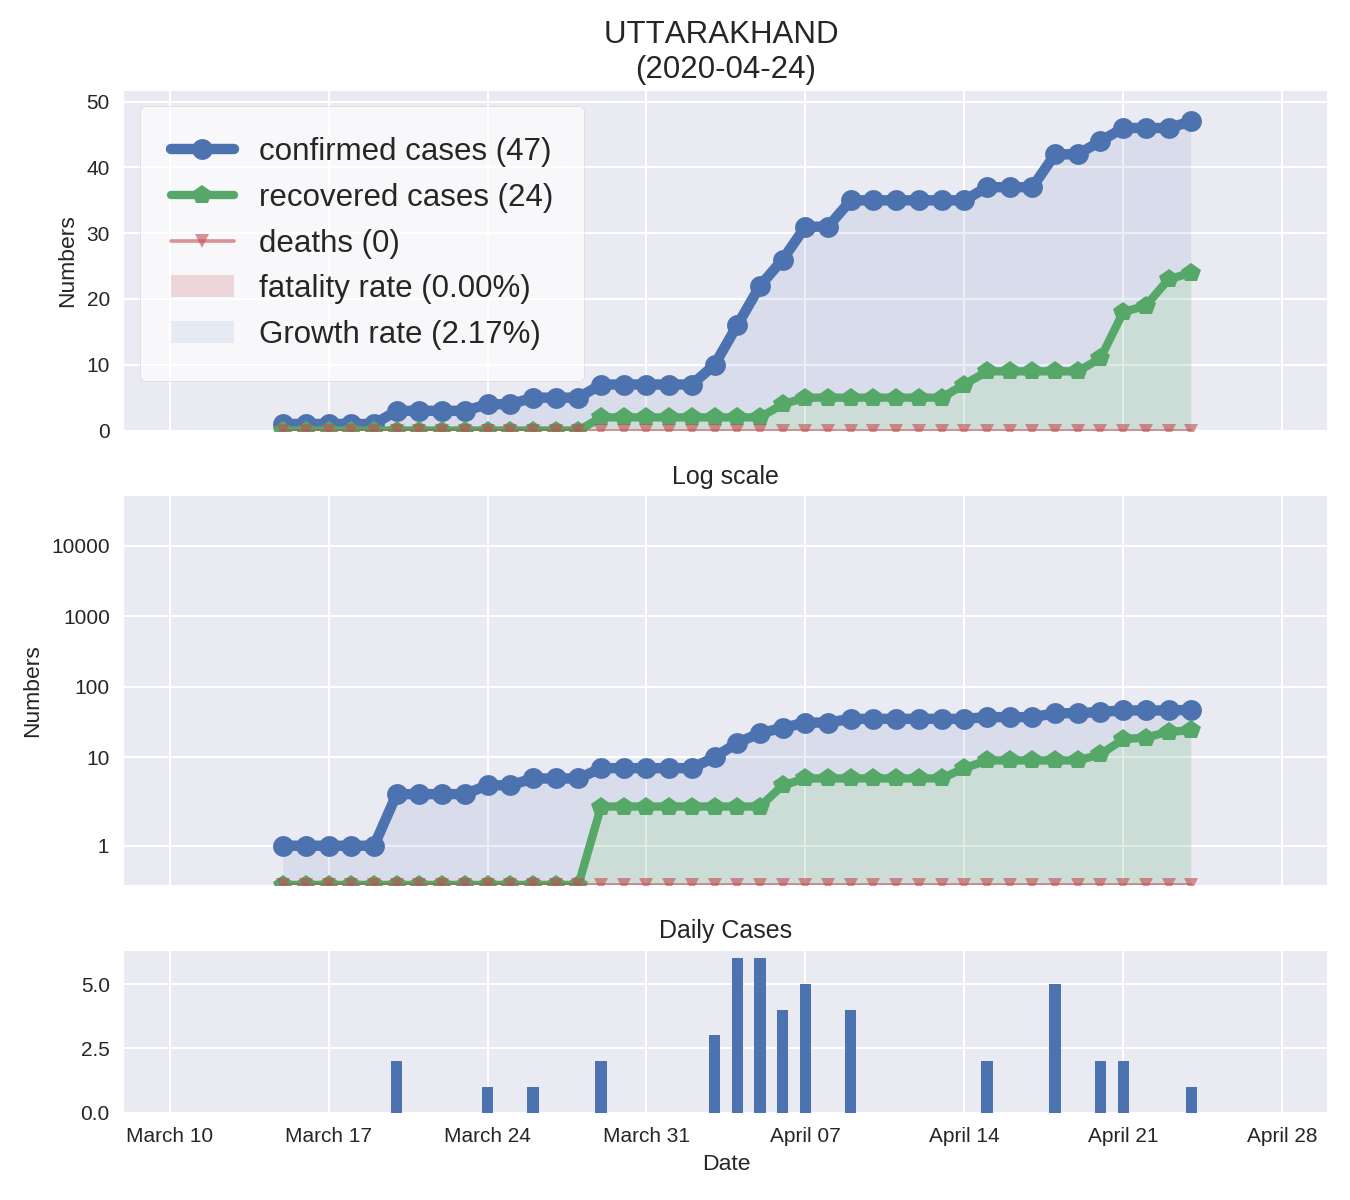 UTTARAKHAND
(2020-04-24)
50
40
30
20
10
0
Numbers
confirmed cases (47)
recovered cases (24)
deaths (0)
fatality rate (0.00%)
Growth rate (2.17%)
Log scale
10000
1000
100
10
1
Numbers
Daily Cases
5.0
2.5
0.0
March 10 March 17 March 24 March 31 April 07 April 14 April 21 April 28
Date